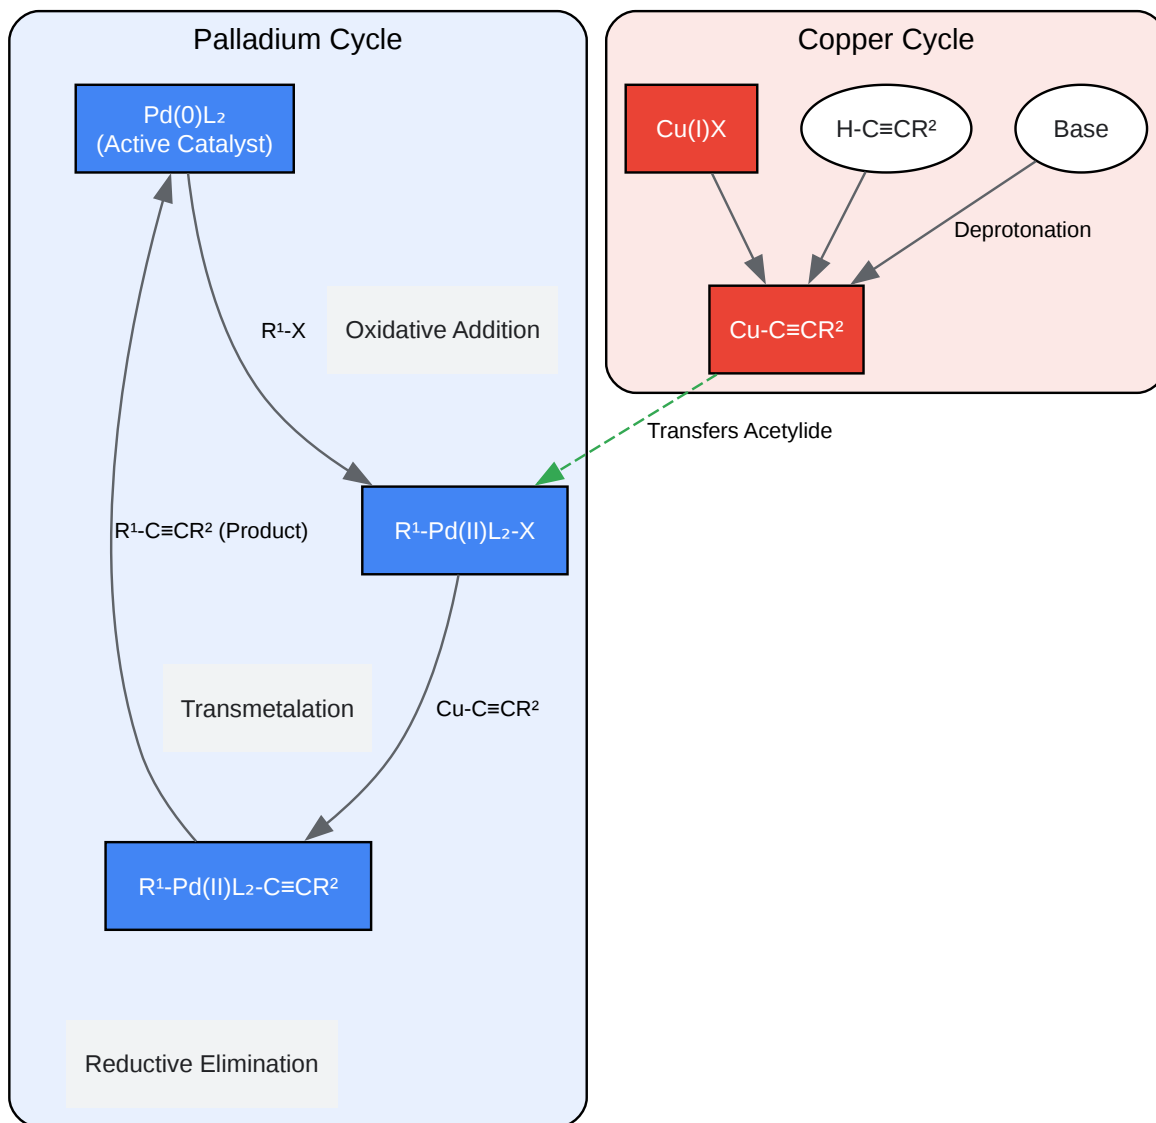 Palladium Cycle
Copper Cycle
Pd(0)L₂
(Active Catalyst)
Cu(I)X
H-C≡CR²
Base
Deprotonation
R¹-X
Oxidative Addition
Cu-C≡CR²
Transfers Acetylide
R¹-C≡CR² (Product)
R¹-Pd(II)L₂-X
Transmetalation
Cu-C≡CR²
R¹-Pd(II)L₂-C≡CR²
Reductive Elimination